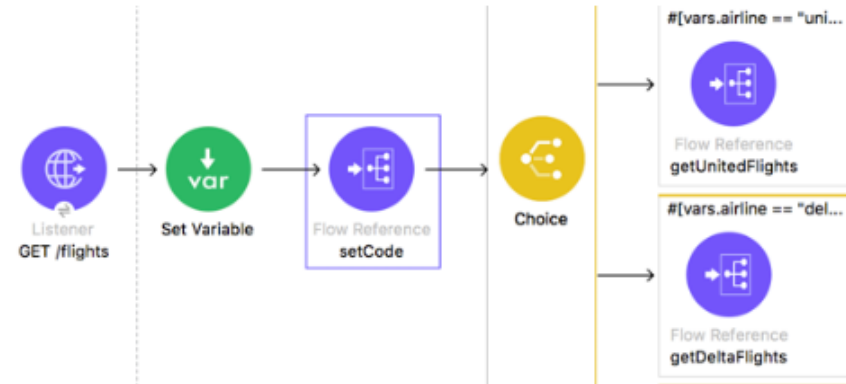 #[vars.airline == "uni...
Flow Reference
getUnitedFlights
var
Listener
GET /flights
Set Variable
Flow Reference
setCode
Choice
#[vars.airline == "del...
Flow Reference
getDeltaFlights